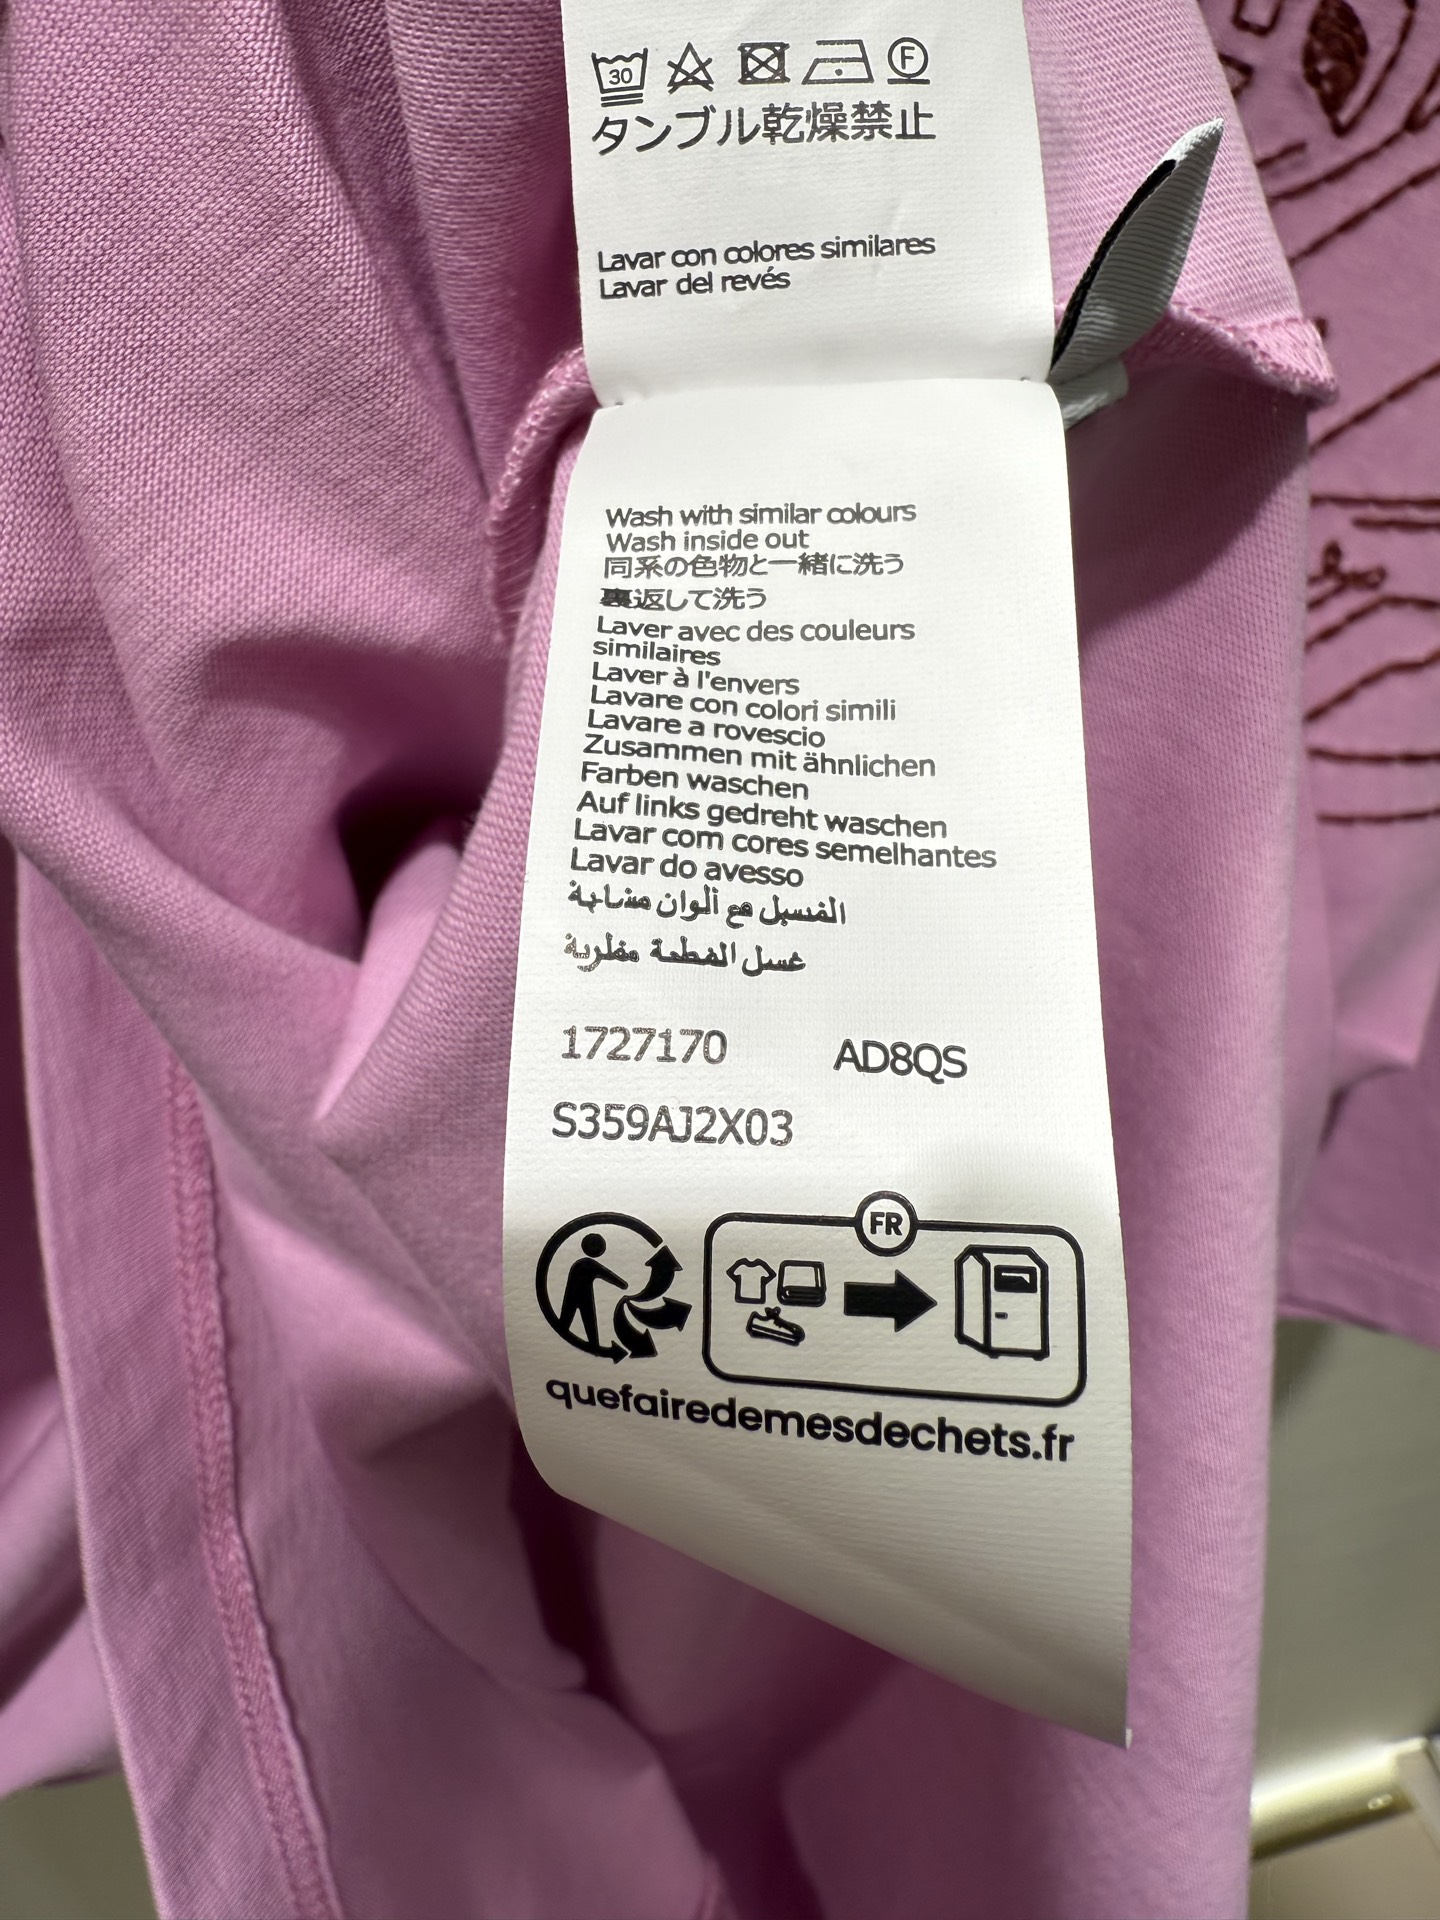 30
F
タンブル乾燥禁止
Lavar con colores similares
Lavar del revés
Wash with similar colours
Wash inside out
同系の色物と一緒に洗う
裏返して洗う
Laver avec des couleurs
similaires
Laver à l'envers
Lavare con colori simili
Lavare a rovescio
Zusammen mit ähnlichen
Farben waschen
Auf links gedreht waschen
Lavar com cores semelhantes
Lavar do avesso
الغسيل مع ألوان مشابهة
غسل القطعة مقلوبة
1727170 AD8QS
S359AJ2X03
FR
quefairedemesdechets.fr